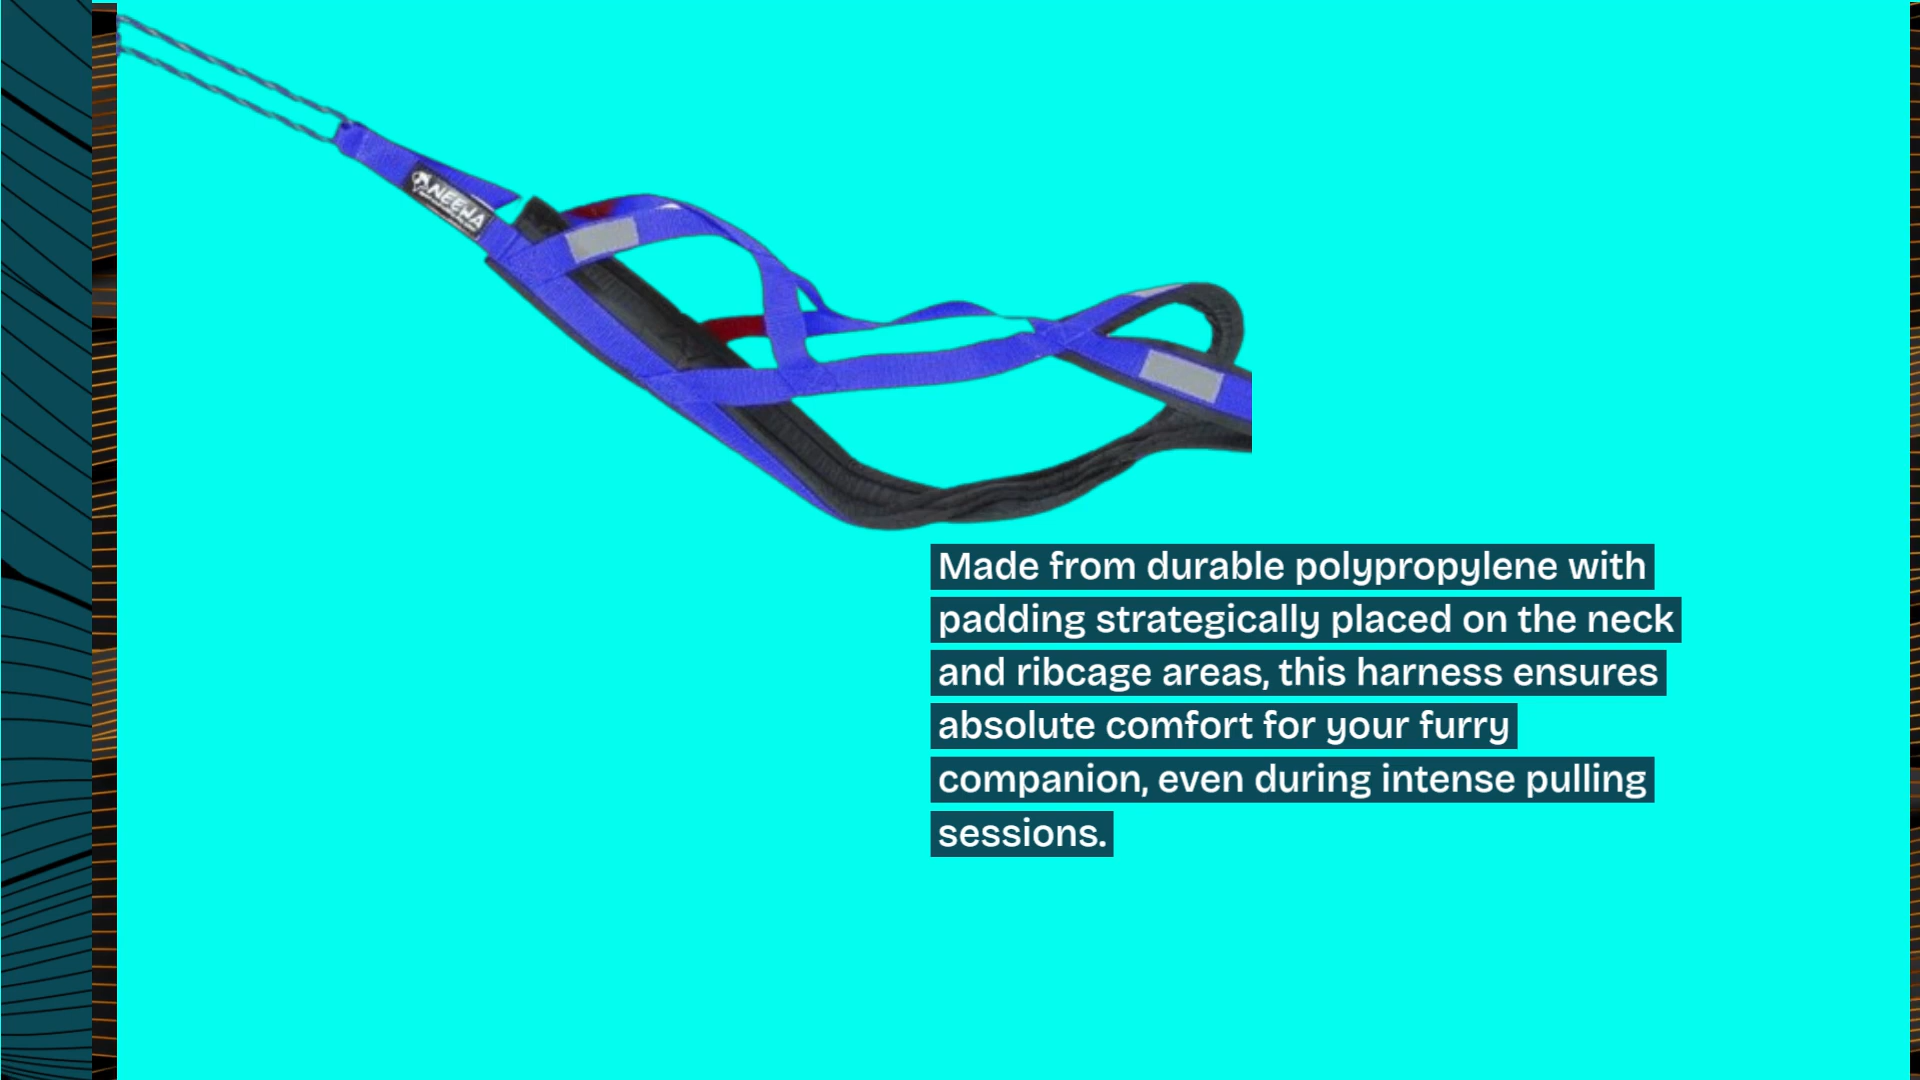 NEEWA
Made from durable polypropylene with
padding strategically placed on the neck
and ribcage areas, this harness ensures
absolute comfort for your furry
companion, even during intense pulling
sessions.